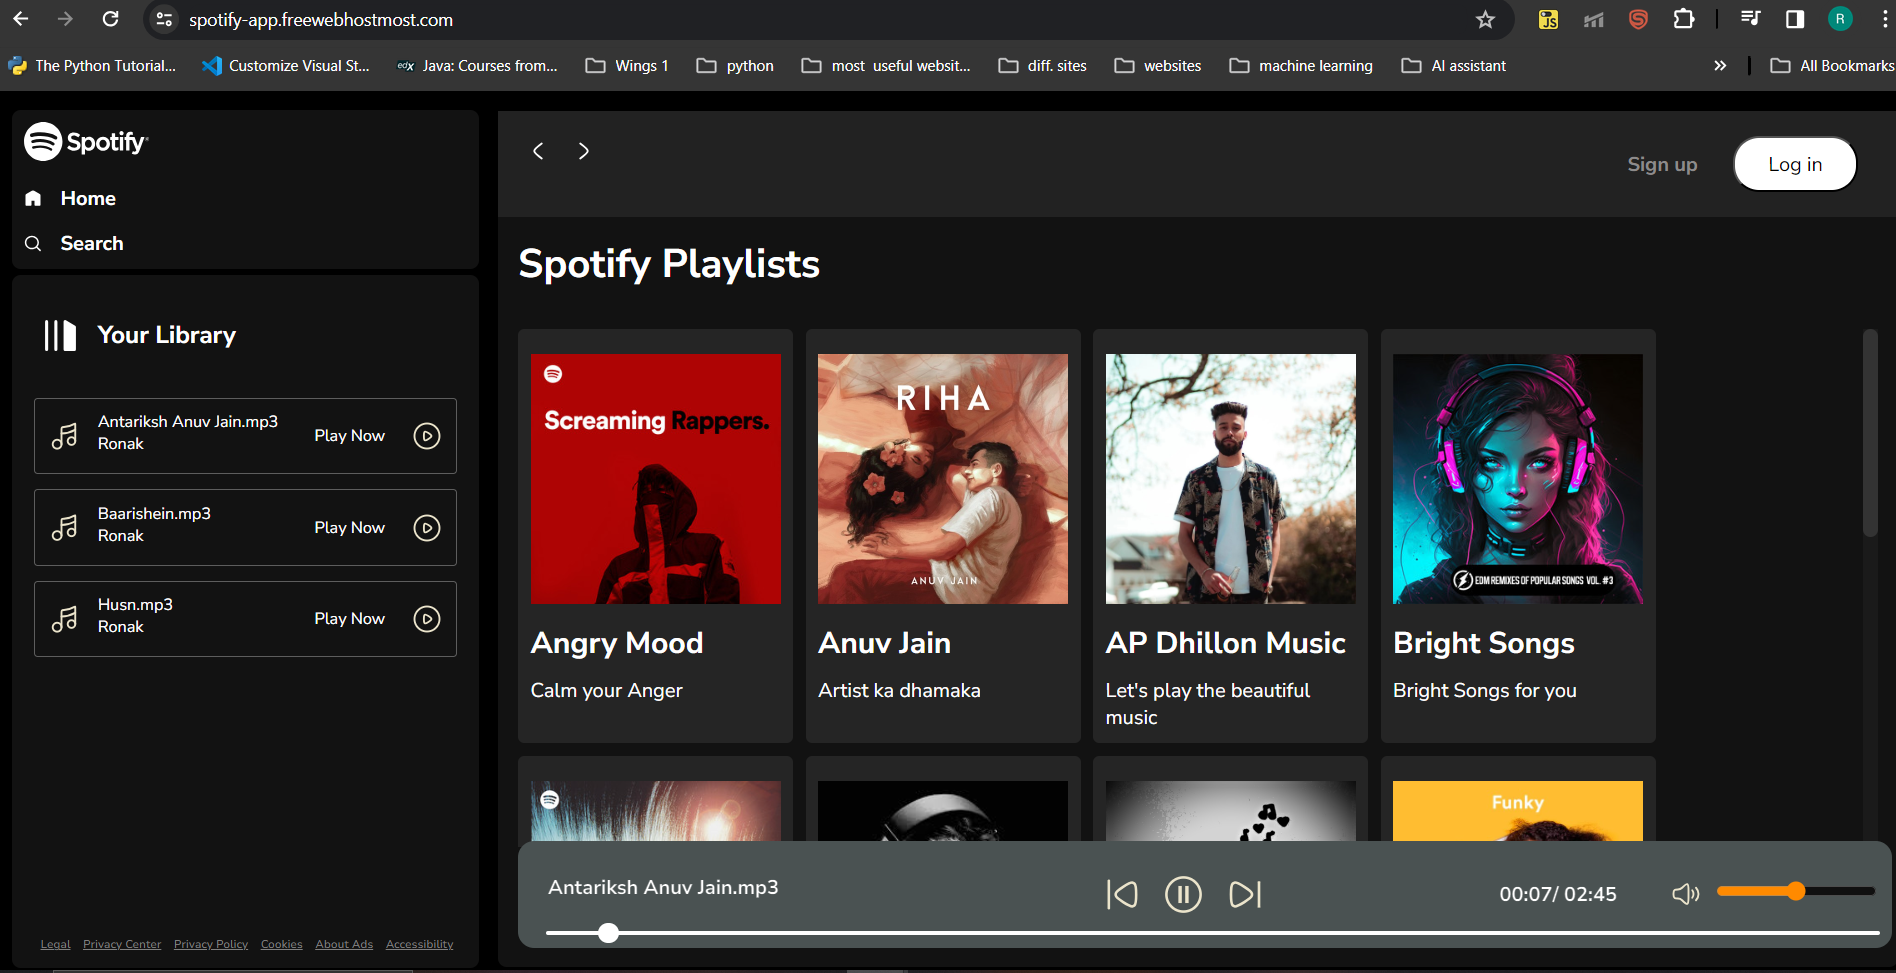 spotify-app.freewebhostmost.com
The Python Tutorial...
Customize Visual St...
edX
Java: Courses from...
Wings 1
python
most useful websit...
diff. sites
websites
machine learning
AI assistant
»
All Bookmarks
JS
R
Spotify
Home
Search
Your Library
Antariksh Anuv Jain.mp3
Ronak
Play Now
Baarishein.mp3
Ronak
Play Now
Husn.mp3
Ronak
Play Now
Legal
Privacy Center
Privacy Policy
Cookies
About Ads
Accessibility
Sign up
Log in
Spotify Playlists
Screaming Rappers.
Angry Mood
Calm your Anger
RIHA
ANUV JAIN
Anuv Jain
Artist ka dhamaka
AP Dhillon Music
Let's play the beautiful
music
EDM REMIXES OF POPULAR SONGS VOL. #3
Bright Songs
Bright Songs for you
Funky
Antariksh Anuv Jain.mp3
00:07/ 02:45